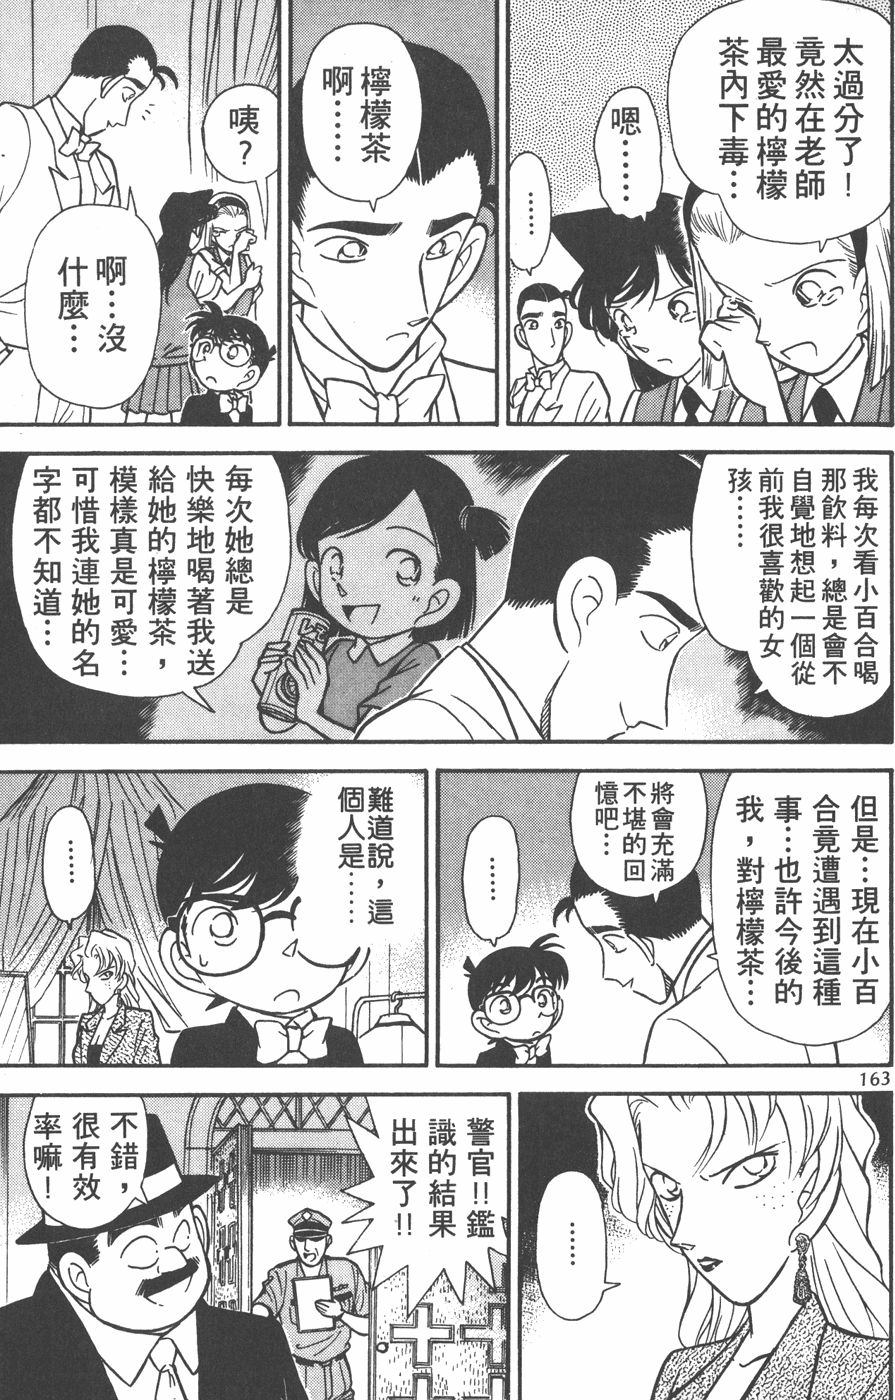 太過分了！
竟然在老師
最愛的檸檬
茶內下毒…
嗯……
……
檸檬茶
啊……
咦？
啊…沒
什麼…
我每次看小百合喝
那飲料，總是會不
自覺地想起一個從
前我很喜歡的女
孩……
每次她總是
快樂地喝著我送
給她的檸檬茶，
模樣真是可愛…
可惜我連她的名
字都不知道…
但是…現在小百
合竟遭遇到這種
事…也許今後的
我，對檸檬茶…
將會充滿
不堪的回
憶吧…
……
難道說，這
個人是……
……
163
……
警官!!鑑
識的結果
出來了!!
不錯，
很有效
率嘛！